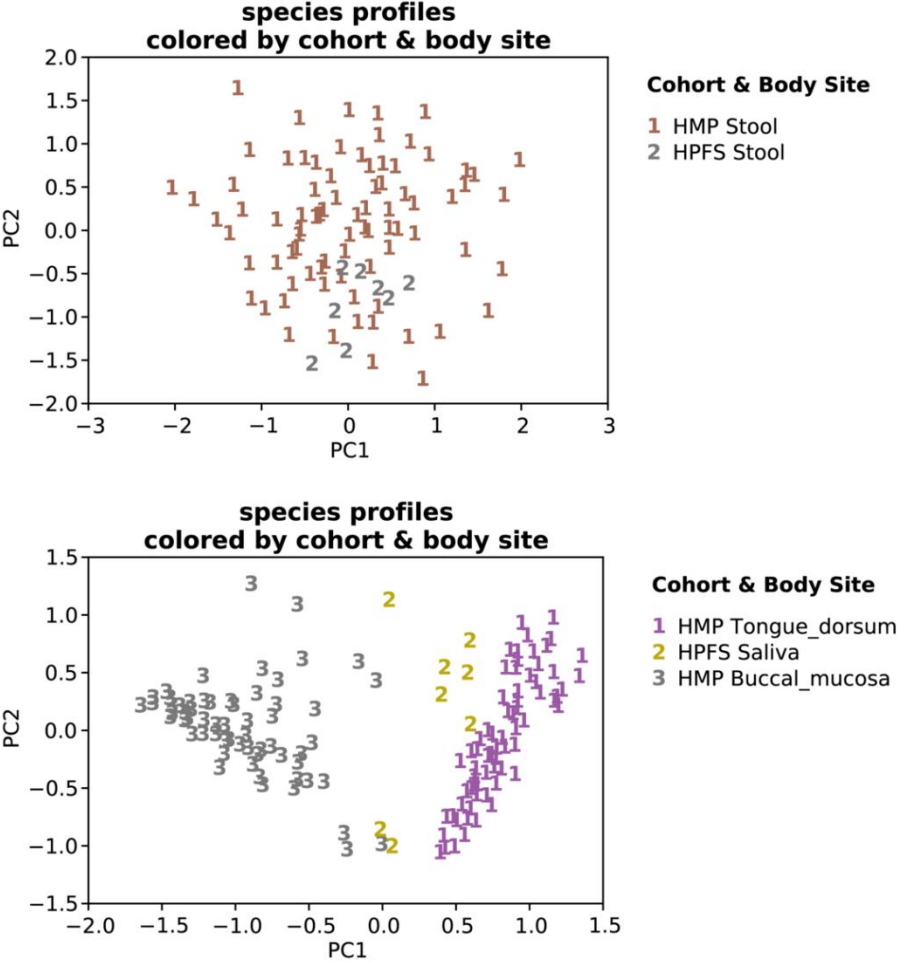 species profiles
colored by cohort & body site
2.0
1.5
1.0
0.5
0.0
−0.5
−1.0
−1.5
−2.0
PC2
−3 −2 −1 0 1 2 3
PC1
Cohort & Body Site
1 HMP Stool
2 HPFS Stool
species profiles
colored by cohort & body site
1.5
1.0
0.5
0.0
−0.5
−1.0
−1.5
PC2
−2.0 −1.5 −1.0 −0.5 0.0 0.5 1.0 1.5
PC1
Cohort & Body Site
1 HMP Tongue_dorsum
2 HPFS Saliva
3 HMP Buccal_mucosa